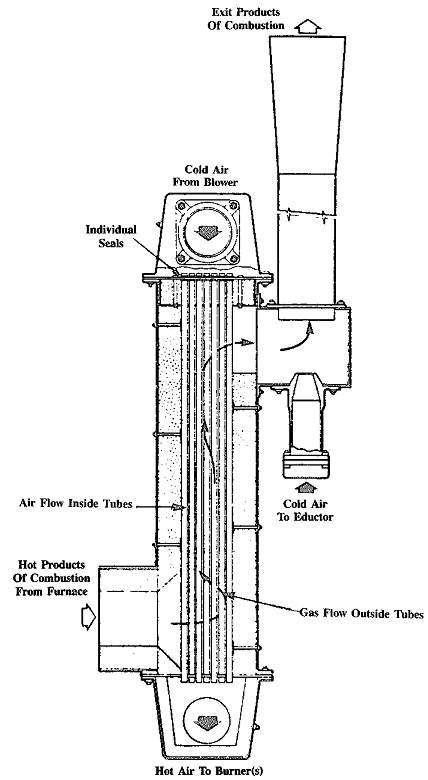 Exit Products
Of Combustion
Cold Air
From Blower
Individual
Seals
Air Flow Inside Tubes
Cold Air
To Eductor
Hot Products
Of Combustion
From Furnace
Gas Flow Outside Tubes
Hot Air To Burner(s)